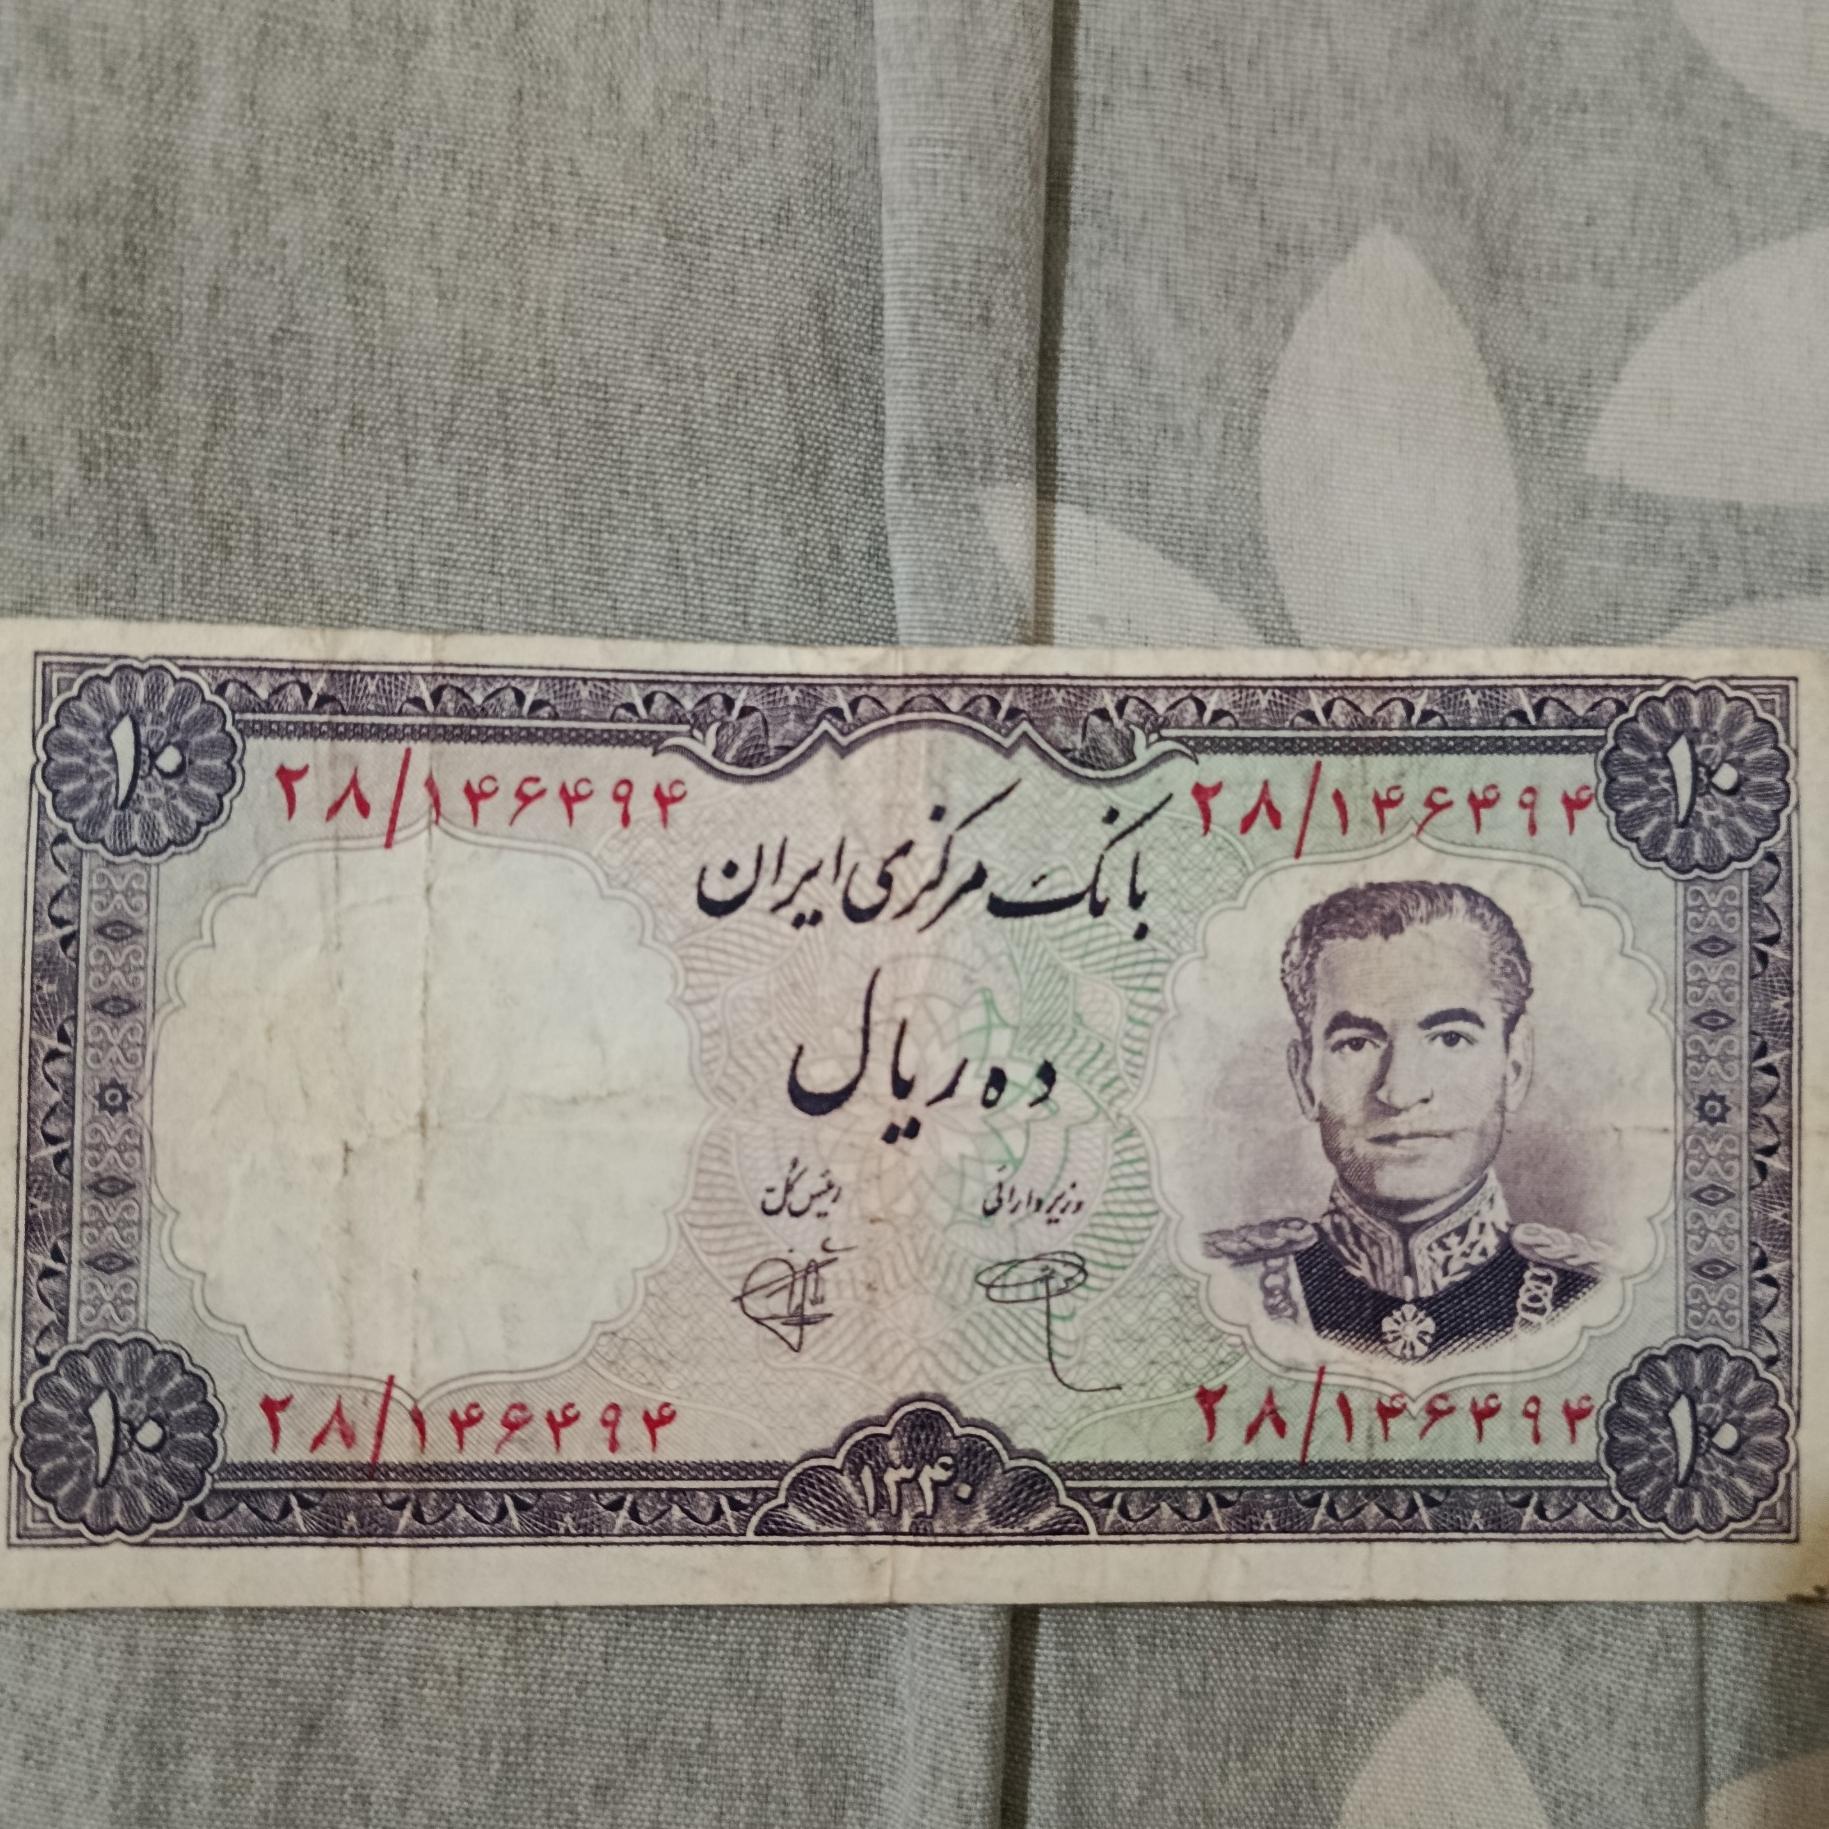 ۱۰
۱۰
۲۸/۱۴۶۴۹۴
۲۸/۱۴۶۴۹۴
بانک مرکزی ایران
ده ریال
وزیر دارائی
رئیس کل
۲۸/۱۴۶۴۹۴
۲۸/۱۴۶۴۹۴
۱۰
۱۳۴۰
۱۰